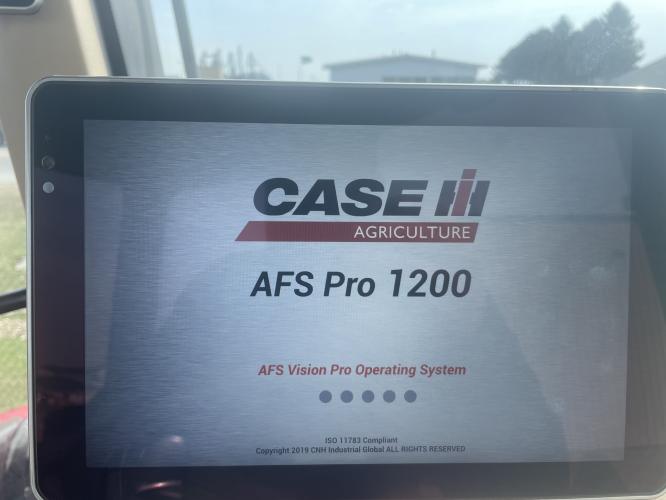 CASE IH
AGRICULTURE
AFS Pro 1200
AFS Vision Pro Operating System
ISO 11783 Compliant
Copyright 2019 CNH Industrial Global ALL RIGHTS RESERVED